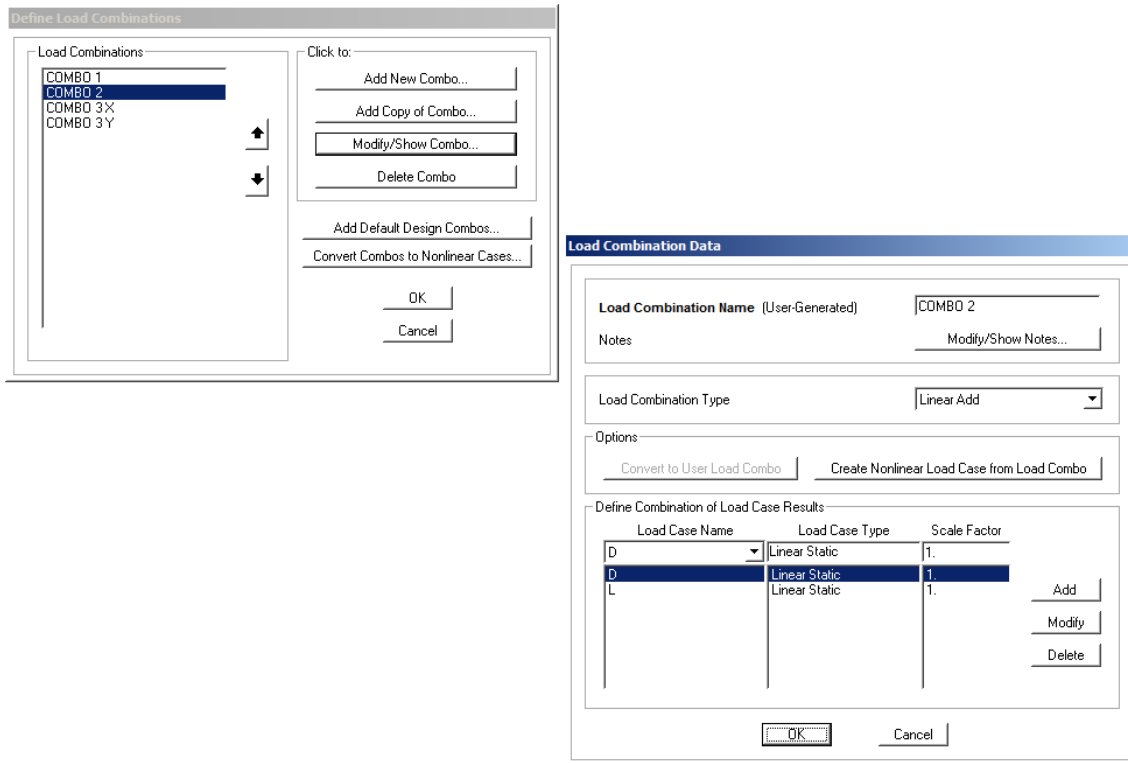 Define Load Combinations
Load Combinations
COMBO 1
COMBO 2
COMBO 3X
COMBO 3Y
Click to:
Add New Combo...
Add Copy of Combo...
Modify/Show Combo...
Delete Combo
Add Default Design Combos...
Convert Combos to Nonlinear Cases...
OK
Cancel
Load Combination Data
Load Combination Name (User-Generated) COMBO 2
Notes Modify/Show Notes...
Load Combination Type Linear Add
Options
Convert to User Load Combo Create Nonlinear Load Case from Load Combo
Define Combination of Load Case Results
Load Case Name Load Case Type Scale Factor
D Linear Static 1.
D Linear Static 1.
L Linear Static 1.
Add
Modify
Delete
OK Cancel